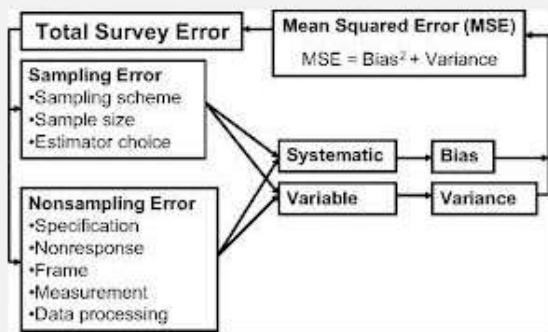 Total Survey Error
Mean Squared Error (MSE)
MSE = Bias² + Variance
Sampling Error
•Sampling scheme
•Sample size
•Estimator choice
Systematic
Bias
Variable
Variance
Nonsampling Error
•Specification
•Nonresponse
•Frame
•Measurement
•Data processing